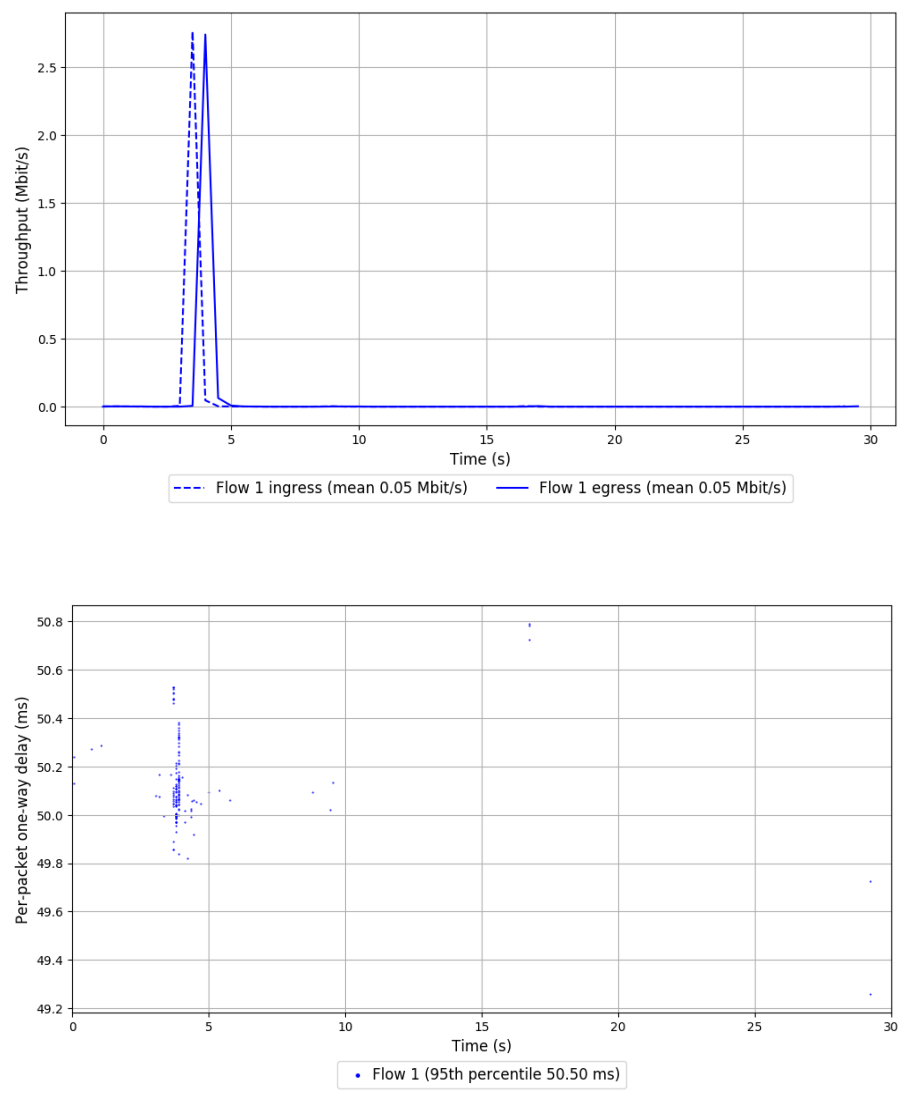 2.5
2.0
1.5
1.0
0.5
0.0
Throughput (Mbit/s)
0 5 10 15 20 25 30
Time (s)
Flow 1 ingress (mean 0.05 Mbit/s) Flow 1 egress (mean 0.05 Mbit/s)
50.8
50.6
50.4
50.2
50.0
49.8
49.6
49.4
49.2
Per-packet one-way delay (ms)
0 5 10 15 20 25 30
Time (s)
Flow 1 (95th percentile 50.50 ms)